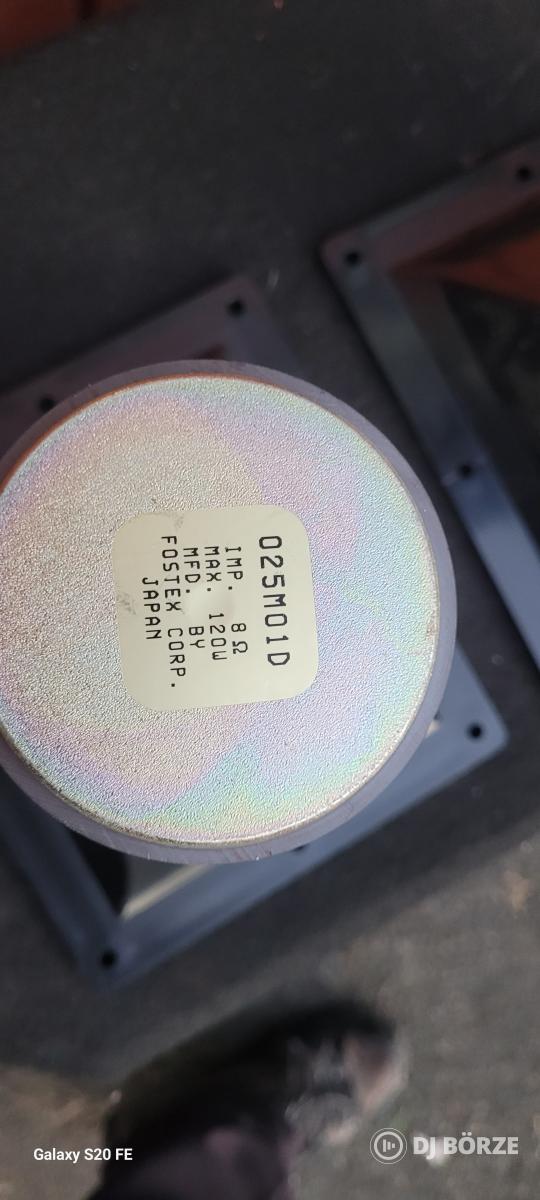 025M01D
IMP. 8Ω
MAX. 120W
MFD. BY
FOSTEX CORP.
JAPAN
Galaxy S20 FE
DJ BÖRZE